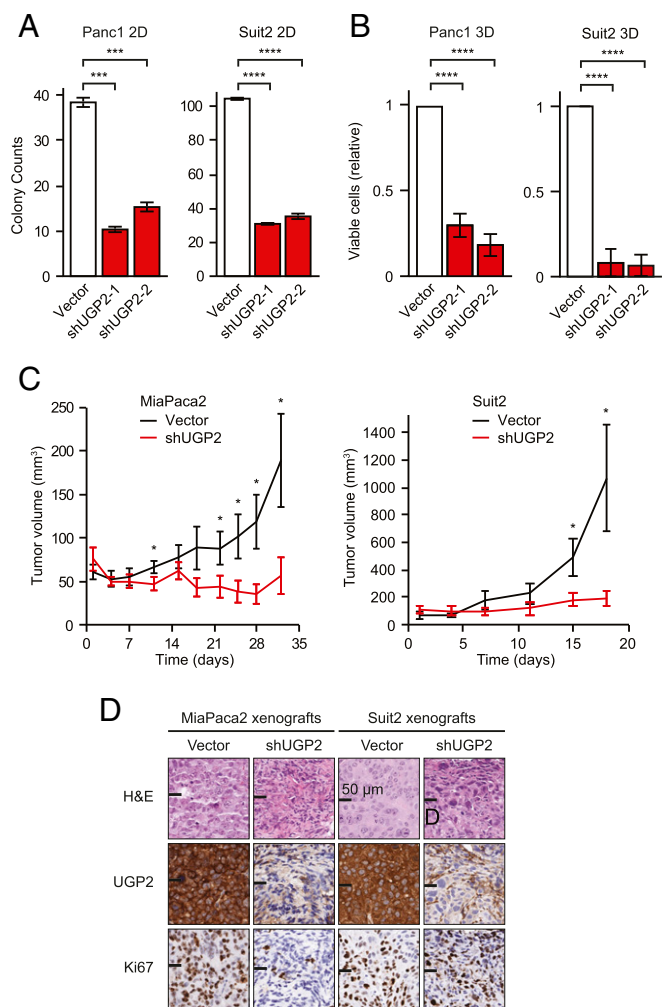 A
B
Panc1 2D
Suit2 2D
Panc1 3D
Suit2 3D
***
***
****
****
****
****
****
****
Colony Counts
40
30
20
10
0
100
80
60
40
20
0
Viable cells (relative)
1
0.5
0
1
0.5
0
Vector
shUGP2-1
shUGP2-2
Vector
shUGP2-1
shUGP2-2
Vector
shUGP2-1
shUGP2-2
Vector
shUGP2-1
shUGP2-2
C
MiaPaca2
Vector
shUGP2
Tumor volume (mm³)
250
200
150
100
50
0
* * * * *
0 7 14 21 28 35
Time (days)
Suit2
Vector
shUGP2
Tumor volume (mm³)
1400
1200
1000
800
600
400
200
0
* *
0 5 10 15 20
Time (days)
D
MiaPaca2 xenografts Suit2 xenografts
Vector shUGP2 Vector shUGP2
H&E
50 µm
D
UGP2
Ki67